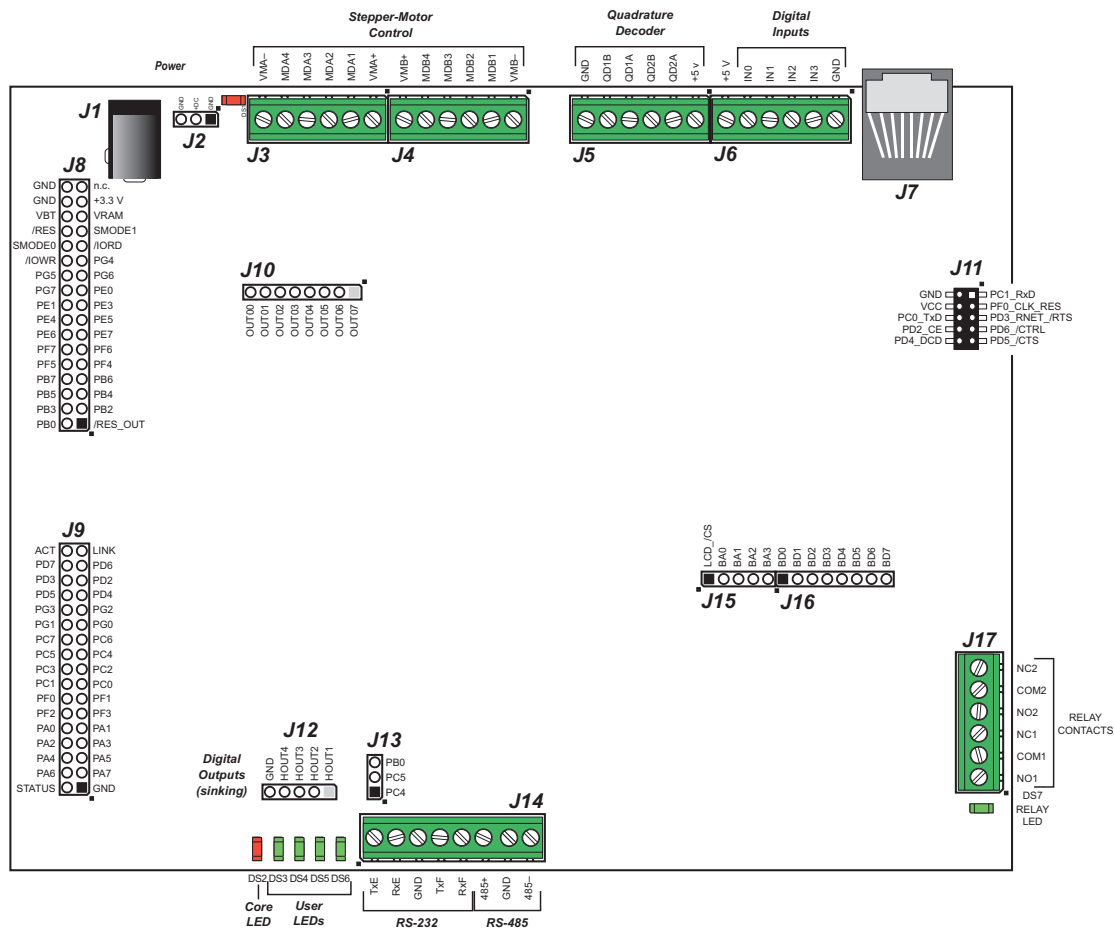 Stepper-Motor
Control
Quadrature
Decoder
Digital
Inputs
Power
VMA–
MDA4
MDA3
MDA2
MDA1
VMA+
VMB+
MDB4
MDB3
MDB2
MDB1
VMB–
GND
QD1B
QD1A
QD2B
QD2A
+5 v
+5 V
IN0
IN1
IN2
IN3
GND
J1
GND
+DC
GND
J2
DS1
J3
J4
J5
J6
J7
J8
GND n.c.
GND +3.3 V
VBT VRAM
/RES SMODE1
SMODE0 /IORD
/IOWR PG4
PG5 PG6
PG7 PE0
PE1 PE3
PE4 PE5
PE6 PE7
PF7 PF6
PF5 PF4
PB7 PB6
PB5 PB4
PB3 PB2
PB0 /RES_OUT
J10
OUT00
OUT01
OUT02
OUT03
OUT04
OUT05
OUT06
OUT07
J11
GND PC1_RxD
VCC PF0_CLK_RES
PC0_TxD PD3_RNET_/RTS
PD2_CE PD6_/CTRL
PD4_DCD PD5_/CTS
J9
ACT LINK
PD7 PD6
PD3 PD2
PD5 PD4
PG3 PG2
PG1 PG0
PC7 PC6
PC5 PC4
PC3 PC2
PC1 PC0
PF0 PF1
PF2 PF3
PA0 PA1
PA2 PA3
PA4 PA5
PA6 PA7
STATUS GND
LCD_/CS
BA0
BA1
BA2
BA3
BD0
BD1
BD2
BD3
BD4
BD5
BD6
BD7
J15
J16
J17
NC2
COM2
NO2
NC1
COM1
NO1
RELAY
CONTACTS
DS7
RELAY
LED
J12
Digital
Outputs
(sinking)
GND
HOUT4
HOUT3
HOUT2
HOUT1
J13
PB0
PC5
PC4
J14
DS2
DS3
DS4
DS5
DS6
Core
LED
User
LEDs
TxE
RxE
GND
TxF
RxF
485+
GND
485–
RS-232
RS-485